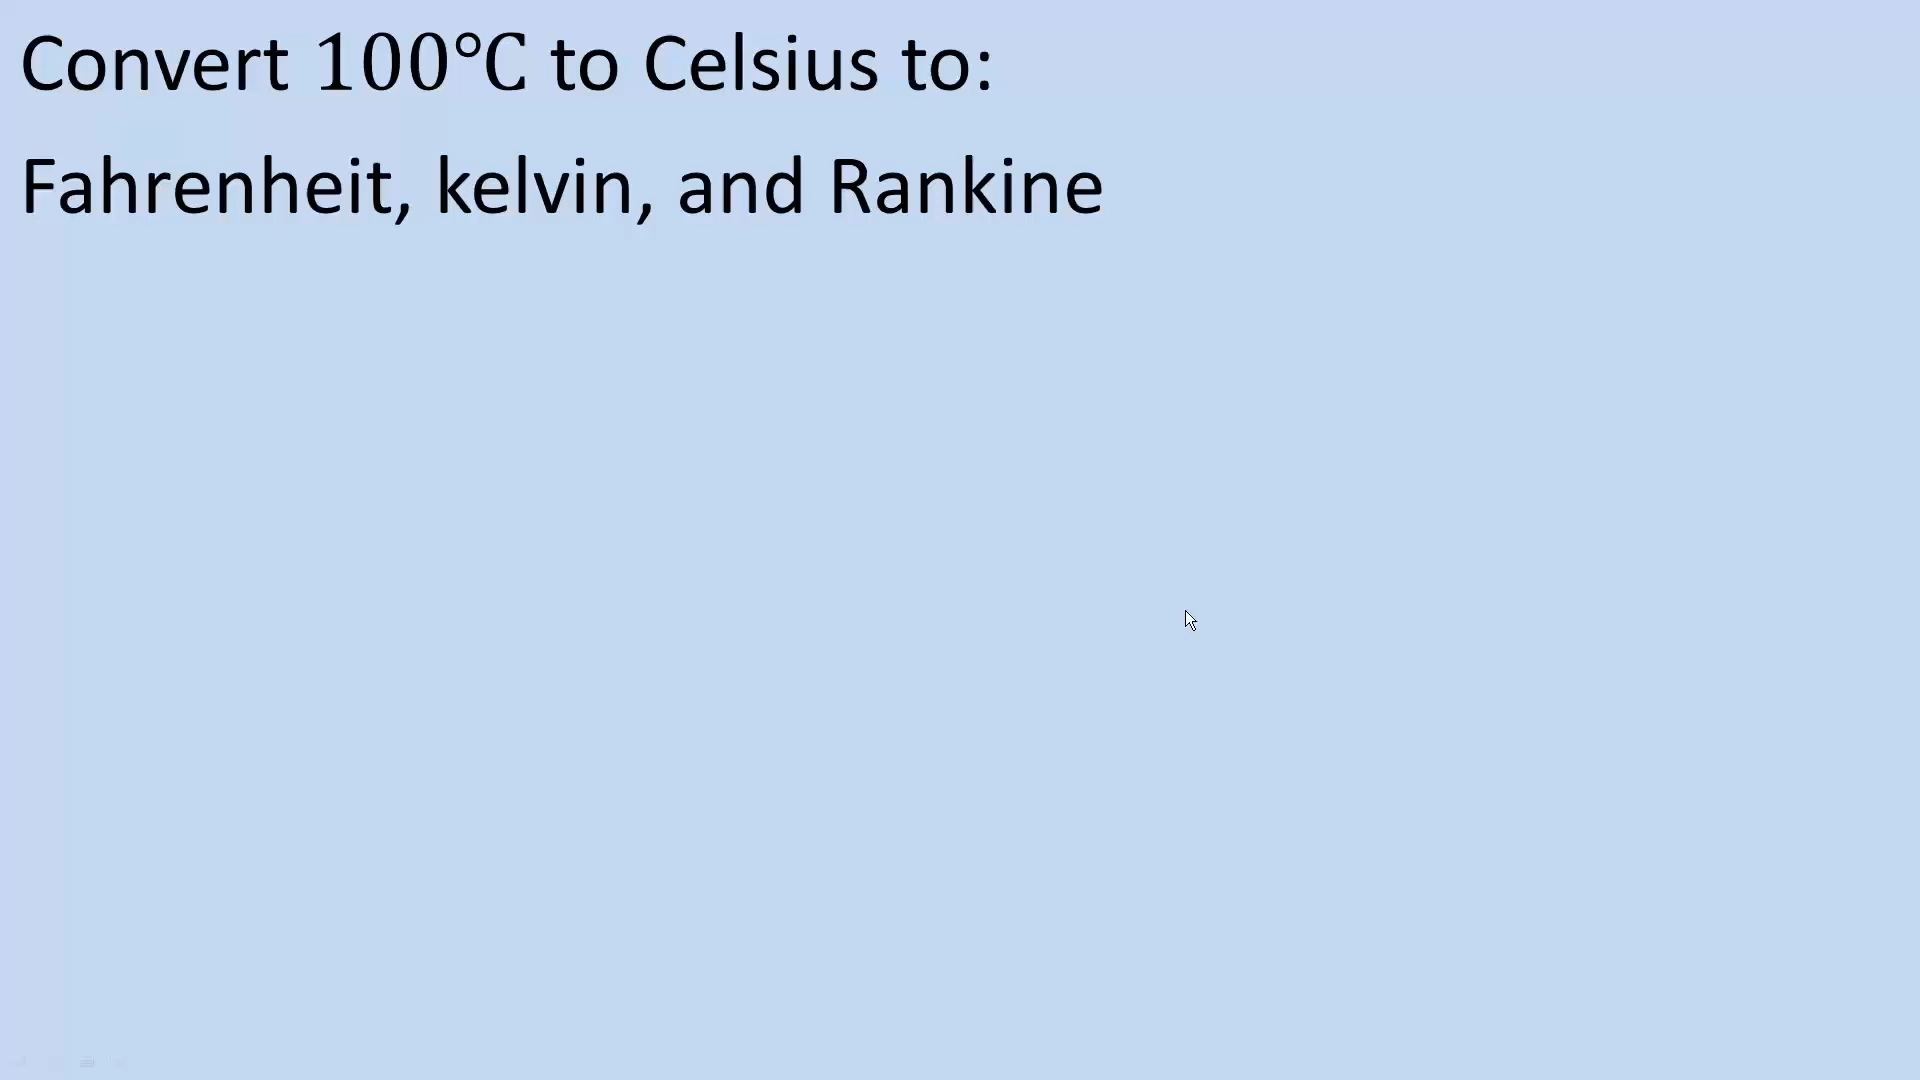 Convert 100℃ to Celsius to:
Fahrenheit, kelvin, and Rankine